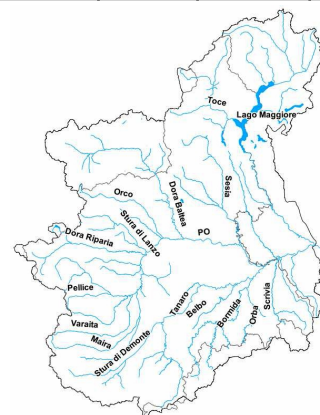 Toce
Lago Maggiore
Orco
Dora Baltea
Sesia
Stura di Lanzo
Dora Riparia
PO
Pellice
Tanaro
Belbo
Bormida
Orba
Scrivia
Varaita
Maira
Stura di Demonte